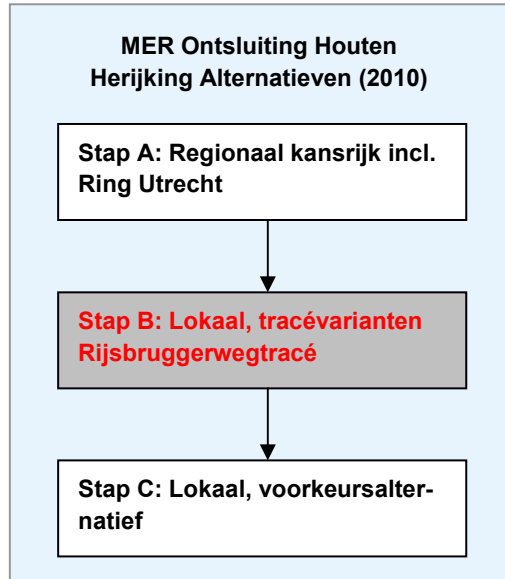 MER Ontsluiting Houten
Herijking Alternatieven (2010)
Stap A: Regionaal kansrijk incl.
Ring Utrecht
Stap B: Lokaal, tracévarianten
Rijsbruggerwegtracé
Stap C: Lokaal, voorkeursalter-
natief